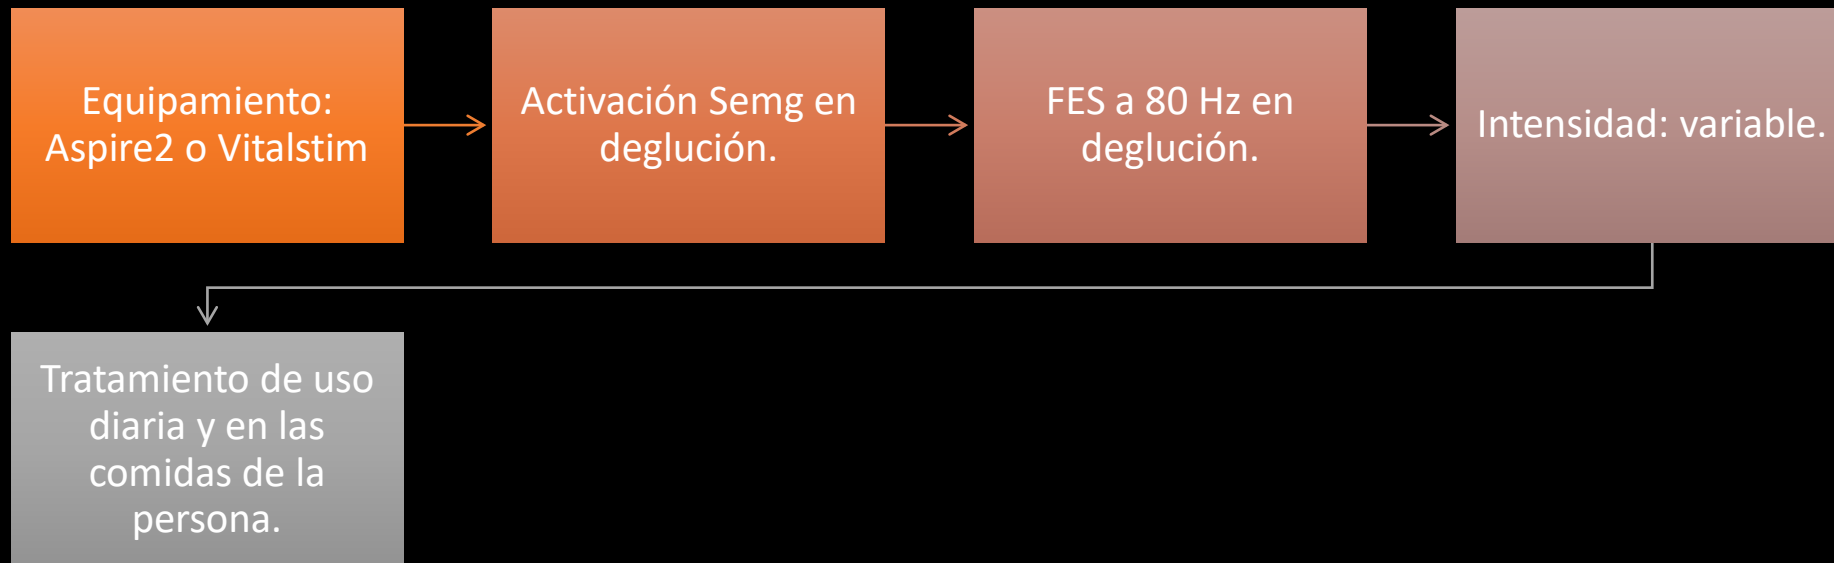 Equipamiento:
Aspire2 o Vitalstim
Activación Semg en
deglución.
FES a 80 Hz en
deglución.
Intensidad: variable.
Tratamiento de uso
diaria y en las
comidas de la
persona.